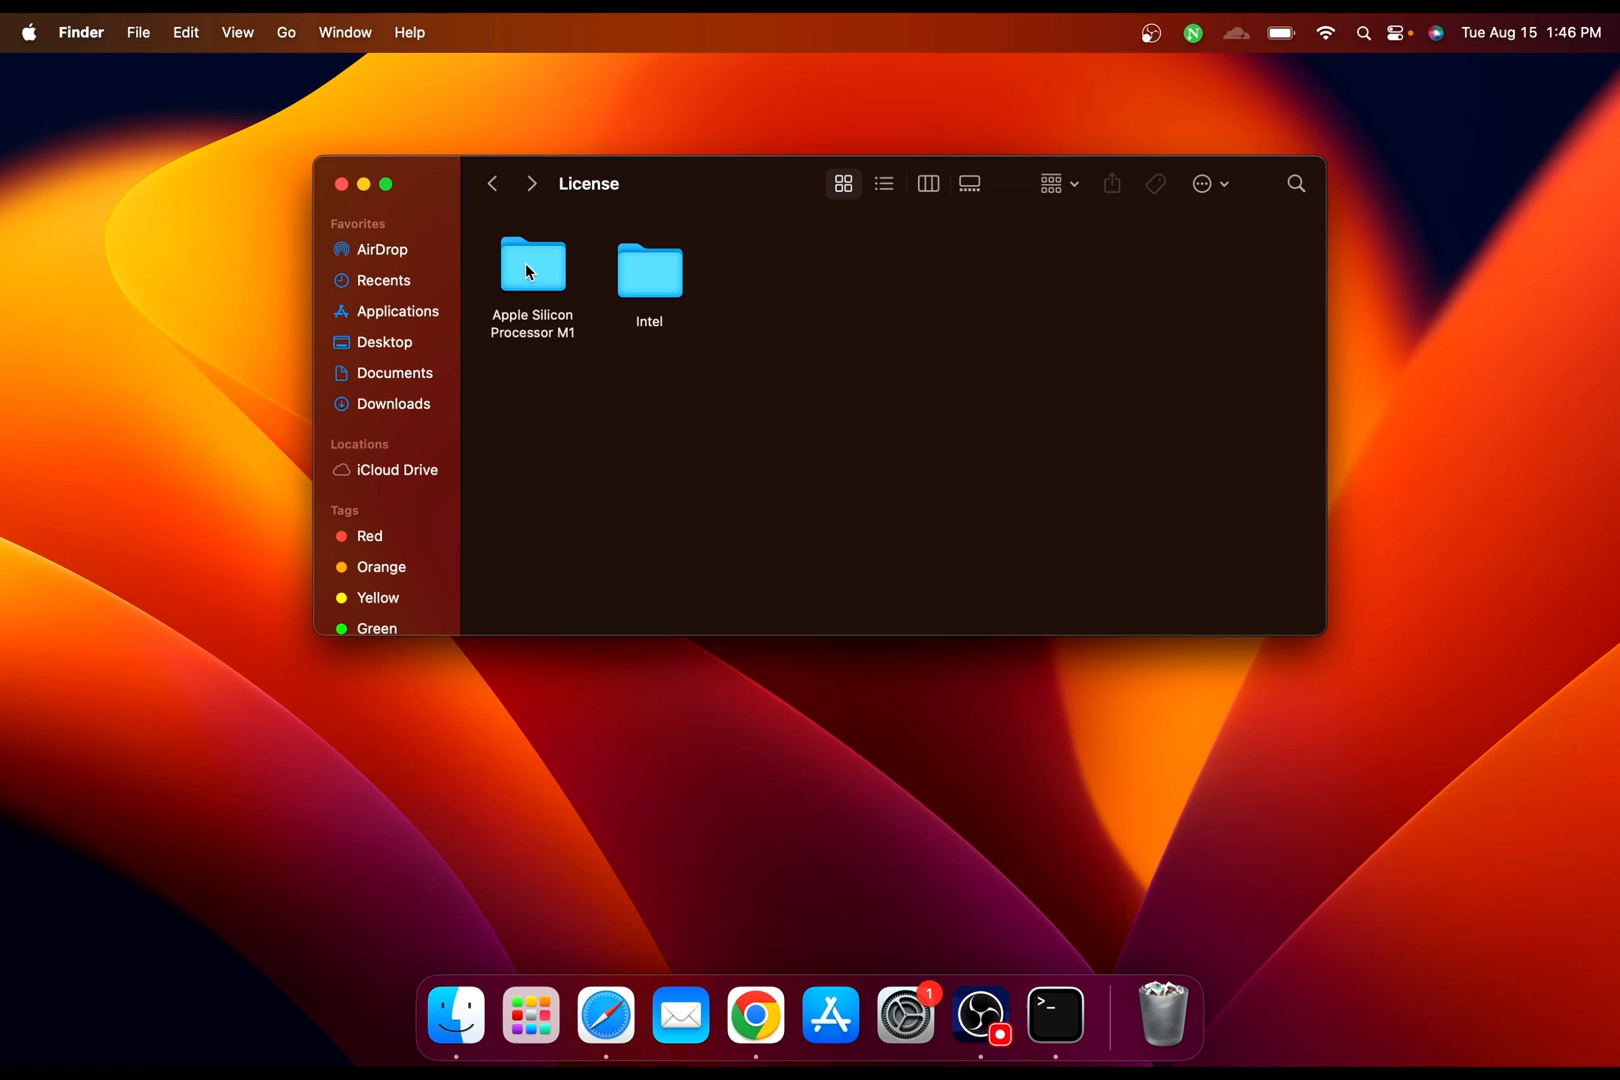 Finder File Edit View Go Window Help
N
Tue Aug 15 1:46 PM
License
Favorites
AirDrop
Recents
Applications
Desktop
Documents
Downloads
Locations
iCloud Drive
Tags
Red
Orange
Yellow
Green
Apple Silicon
Processor M1
Intel
1
>_